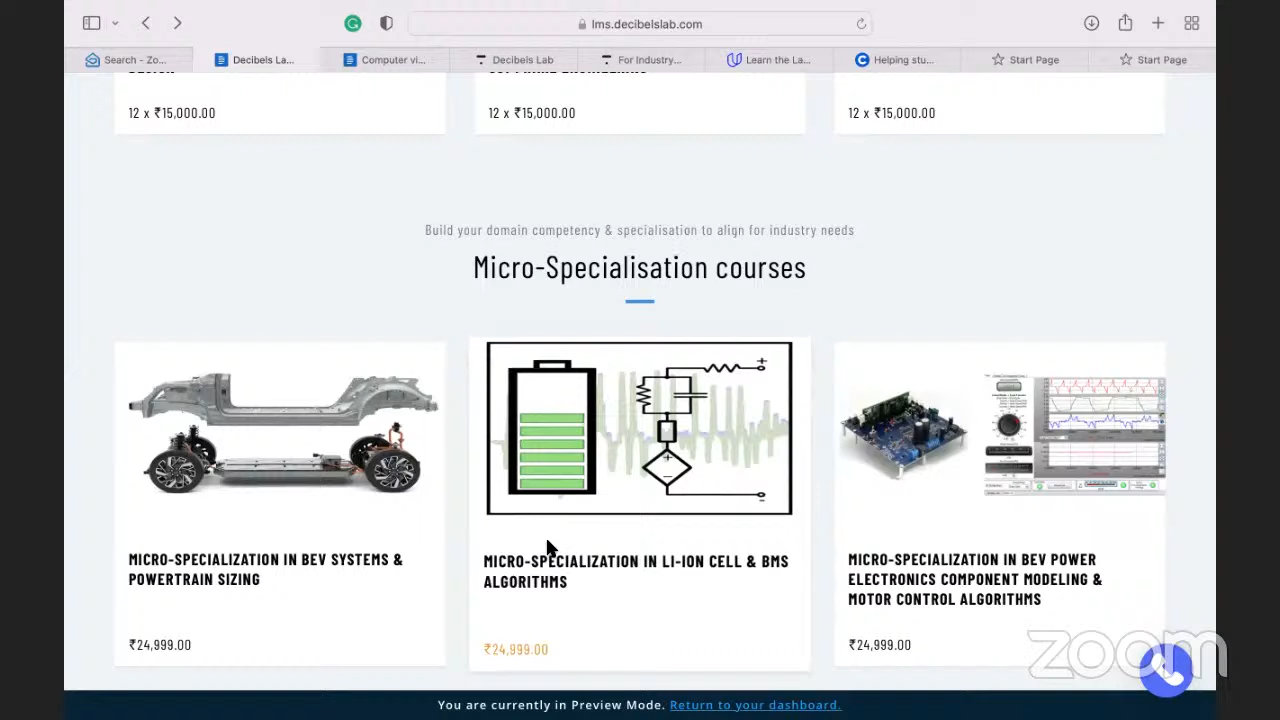 lms.decibelslab.com
Search - Zo...
Decibels La...
Computer vi...
Decibels Lab
For Industry...
Learn the La...
Helping stu...
Start Page
Start Page
12 x ₹15,000.00
12 x ₹15,000.00
12 x ₹15,000.00
Build your domain competency & specialisation to align for industry needs
Micro-Specialisation courses
MICRO-SPECIALIZATION IN BEV SYSTEMS &
POWERTRAIN SIZING
₹24,999.00
MICRO-SPECIALIZATION IN LI-ION CELL & BMS
ALGORITHMS
₹24,999.00
MICRO-SPECIALIZATION IN BEV POWER
ELECTRONICS COMPONENT MODELING &
MOTOR CONTROL ALGORITHMS
₹24,999.00
zoom
You are currently in Preview Mode. Return to your dashboard.